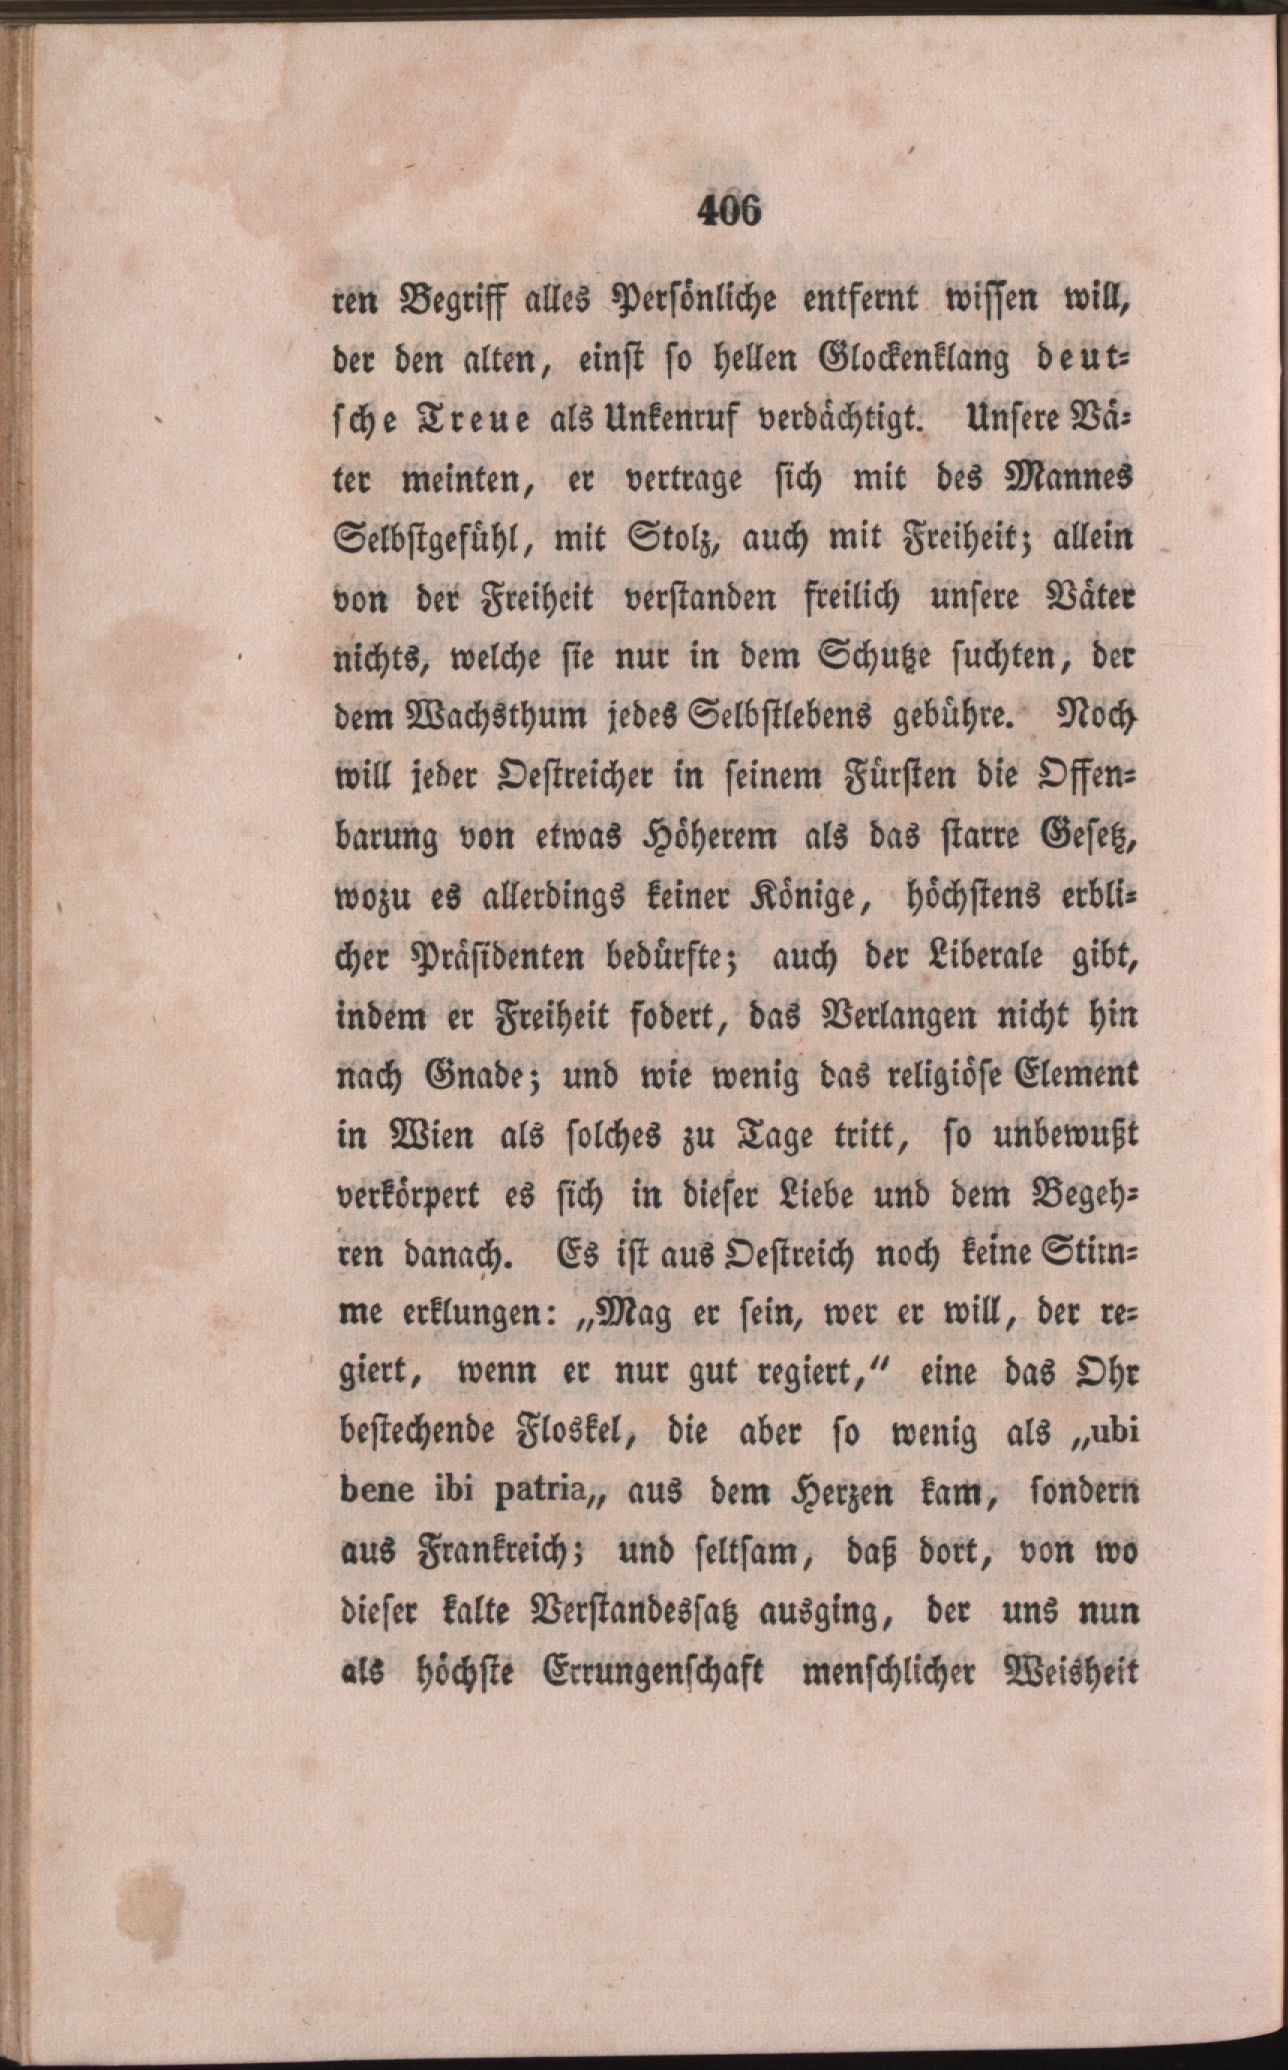 406
ren Begriff alles Persönliche entfernt wissen will,
der den alten, einst so hellen Glockenklang deut-
sche Treue als Unkenruf verdächtigt. Unsere Vä-
ter meinten, er vertrage sich mit des Mannes
Selbstgefühl, mit Stolz, auch mit Freiheit; allein
von der Freiheit verstanden freilich unsere Väter
nichts, welche sie nur in dem Schutze suchten, der
dem Wachsthum jedes Selbstlebens gebühre. Noch
will jeder Oestreicher in seinem Fürsten die Offen-
barung von etwas Höherem als das starre Gesetz,
wozu es allerdings keiner Könige, höchstens erbli-
cher Präsidenten bedürfte; auch der Liberale gibt,
indem er Freiheit fodert, das Verlangen nicht hin
nach Gnade; und wie wenig das religiöse Element
in Wien als solches zu Tage tritt, so unbewußt
verkörpert es sich in dieser Liebe und dem Begeh-
ren danach. Es ist aus Oestreich noch keine Stim-
me erklungen: „Mag er sein, wer er will, der re-
giert, wenn er nur gut regiert,“ eine das Ohr
bestechende Floskel, die aber so wenig als „ubi
bene ibi patria„ aus dem Herzen kam, sondern
aus Frankreich; und seltsam, daß dort, von wo
dieser kalte Verstandessatz ausging, der uns nun
als höchste Errungenschaft menschlicher Weisheit